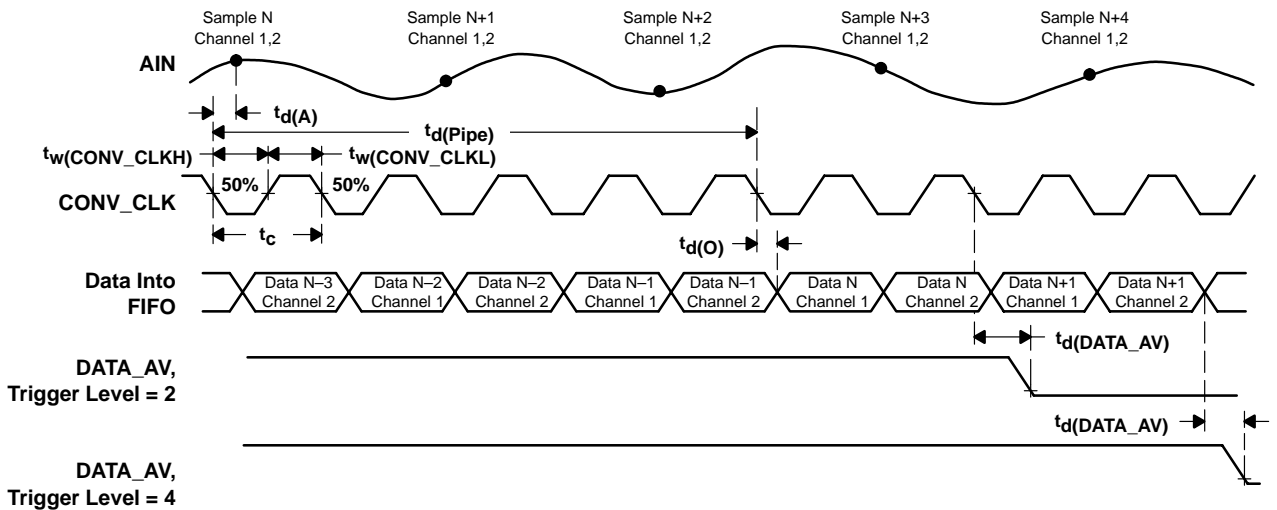 Sample N
Channel 1,2
Sample N+1
Channel 1,2
Sample N+2
Channel 1,2
Sample N+3
Channel 1,2
Sample N+4
Channel 1,2
AIN
td(A)
td(Pipe)
tw(CONV_CLKH)
tw(CONV_CLKL)
50%
50%
CONV_CLK
tc
td(O)
Data Into
FIFO
Data N–3
Channel 2
Data N–2
Channel 1
Data N–2
Channel 2
Data N–1
Channel 1
Data N–1
Channel 2
Data N
Channel 1
Data N
Channel 2
Data N+1
Channel 1
Data N+1
Channel 2
td(DATA_AV)
DATA_AV,
Trigger Level = 2
td(DATA_AV)
DATA_AV,
Trigger Level = 4